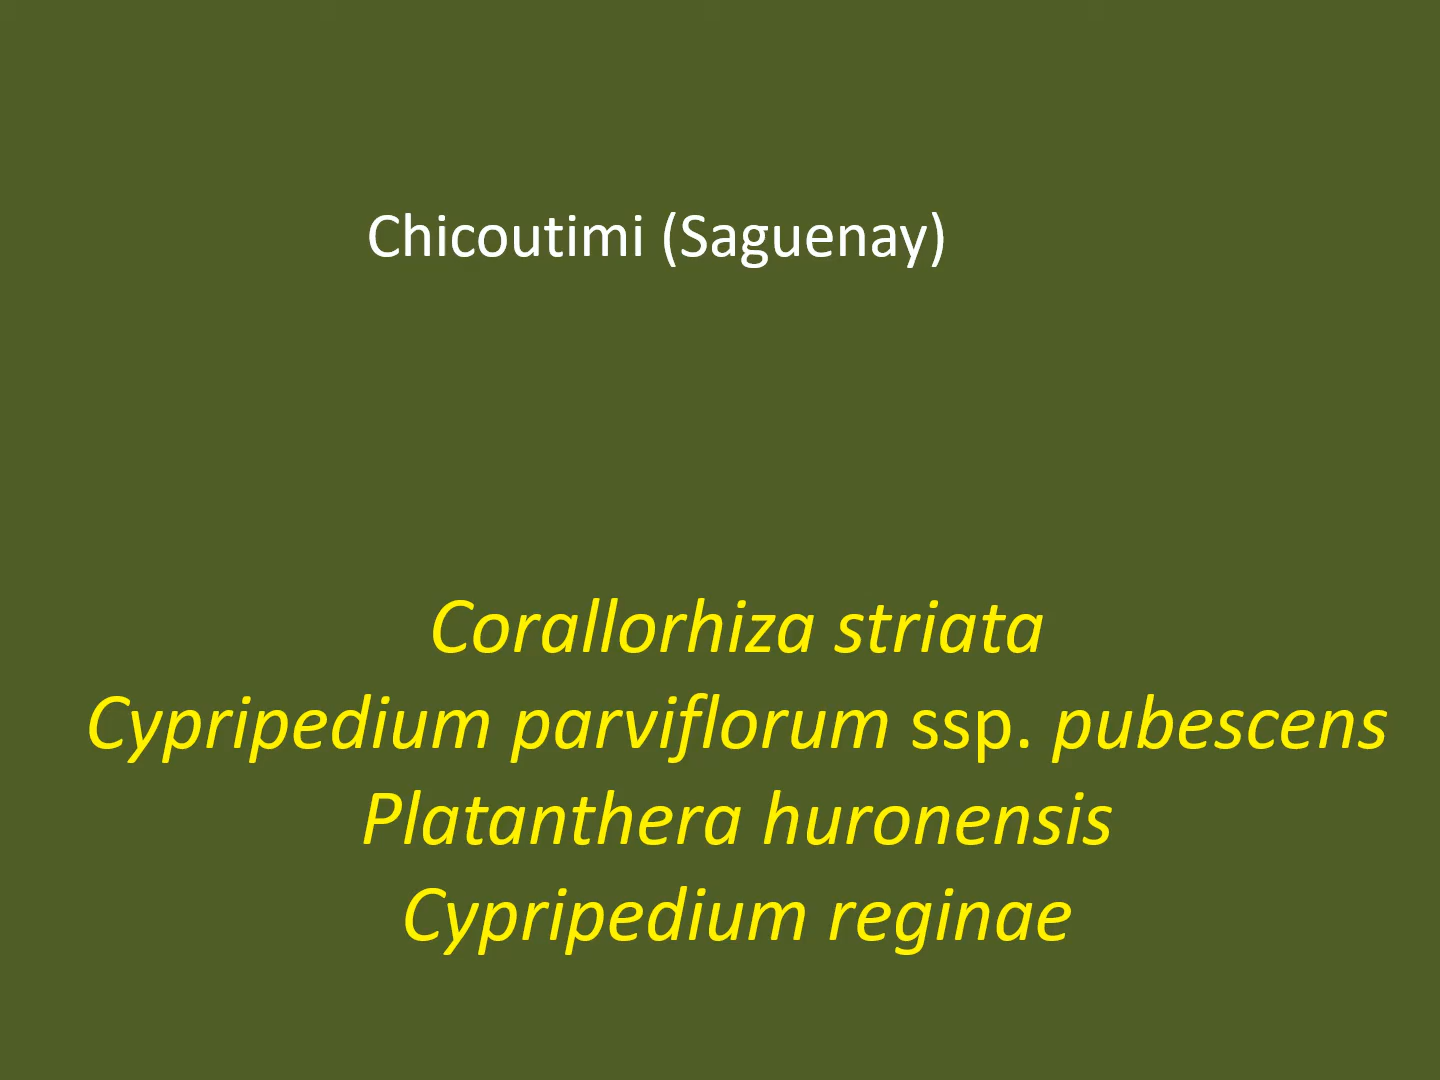 Chicoutimi (Saguenay)
Corallorhiza striata
Cypripedium parviflorum ssp. pubescens
Platanthera huronensis
Cypripedium reginae